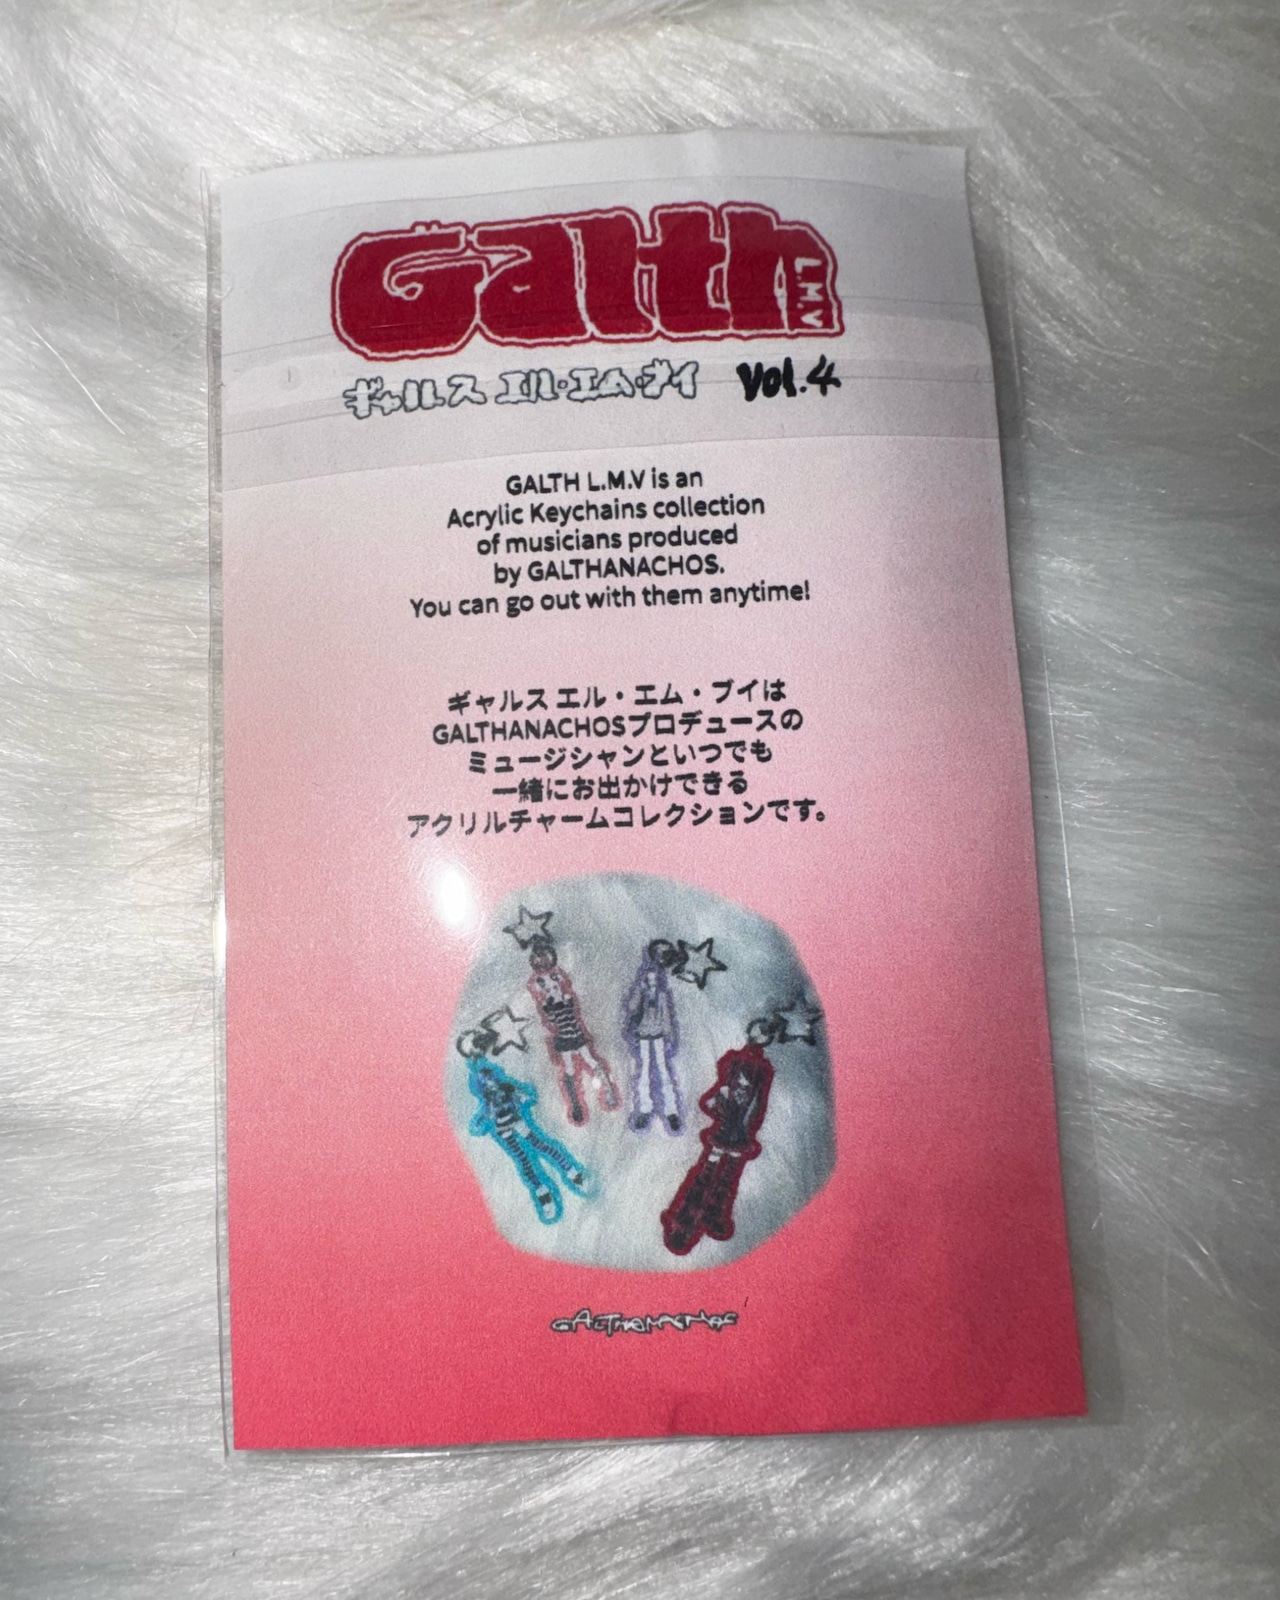 Galth L.M.V
ギャルス エル・エム・ブイ Vol.4
GALTH L.M.V is an
Acrylic Keychains collection
of musicians produced
by GALTHANACHOS.
You can go out with them anytime!
ギャルス エル・エム・ブイは
GALTHANACHOSプロデュースの
ミュージシャンといつでも
一緒にお出かけできる
アクリルチャームコレクションです。